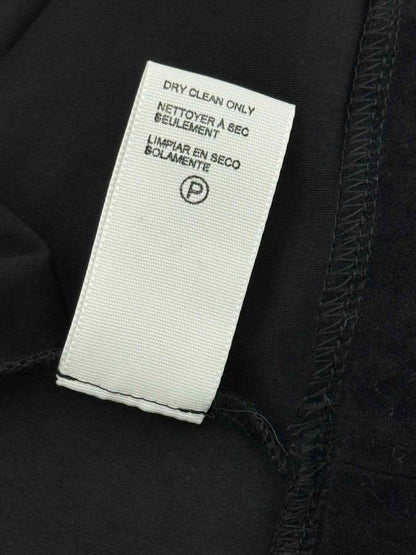 DRY CLEAN ONLY
NETTOYER À SEC
SEULEMENT
LIMPIAR EN SECO
SOLAMENTE
P